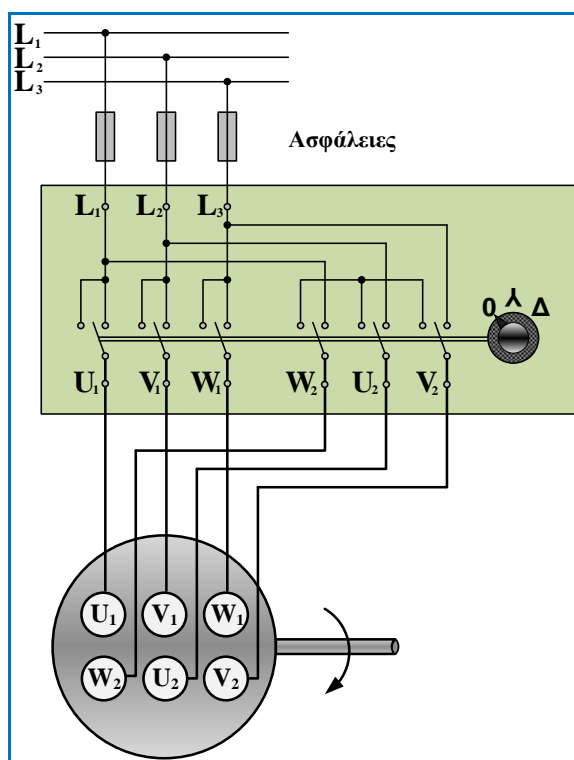 L₁
L₂
L₃
Ασφάλειες
L₁ L₂ L₃
0 ⅄ Δ
U₁ V₁ W₁ W₂ U₂ V₂
U₁ V₁ W₁
W₂ U₂ V₂